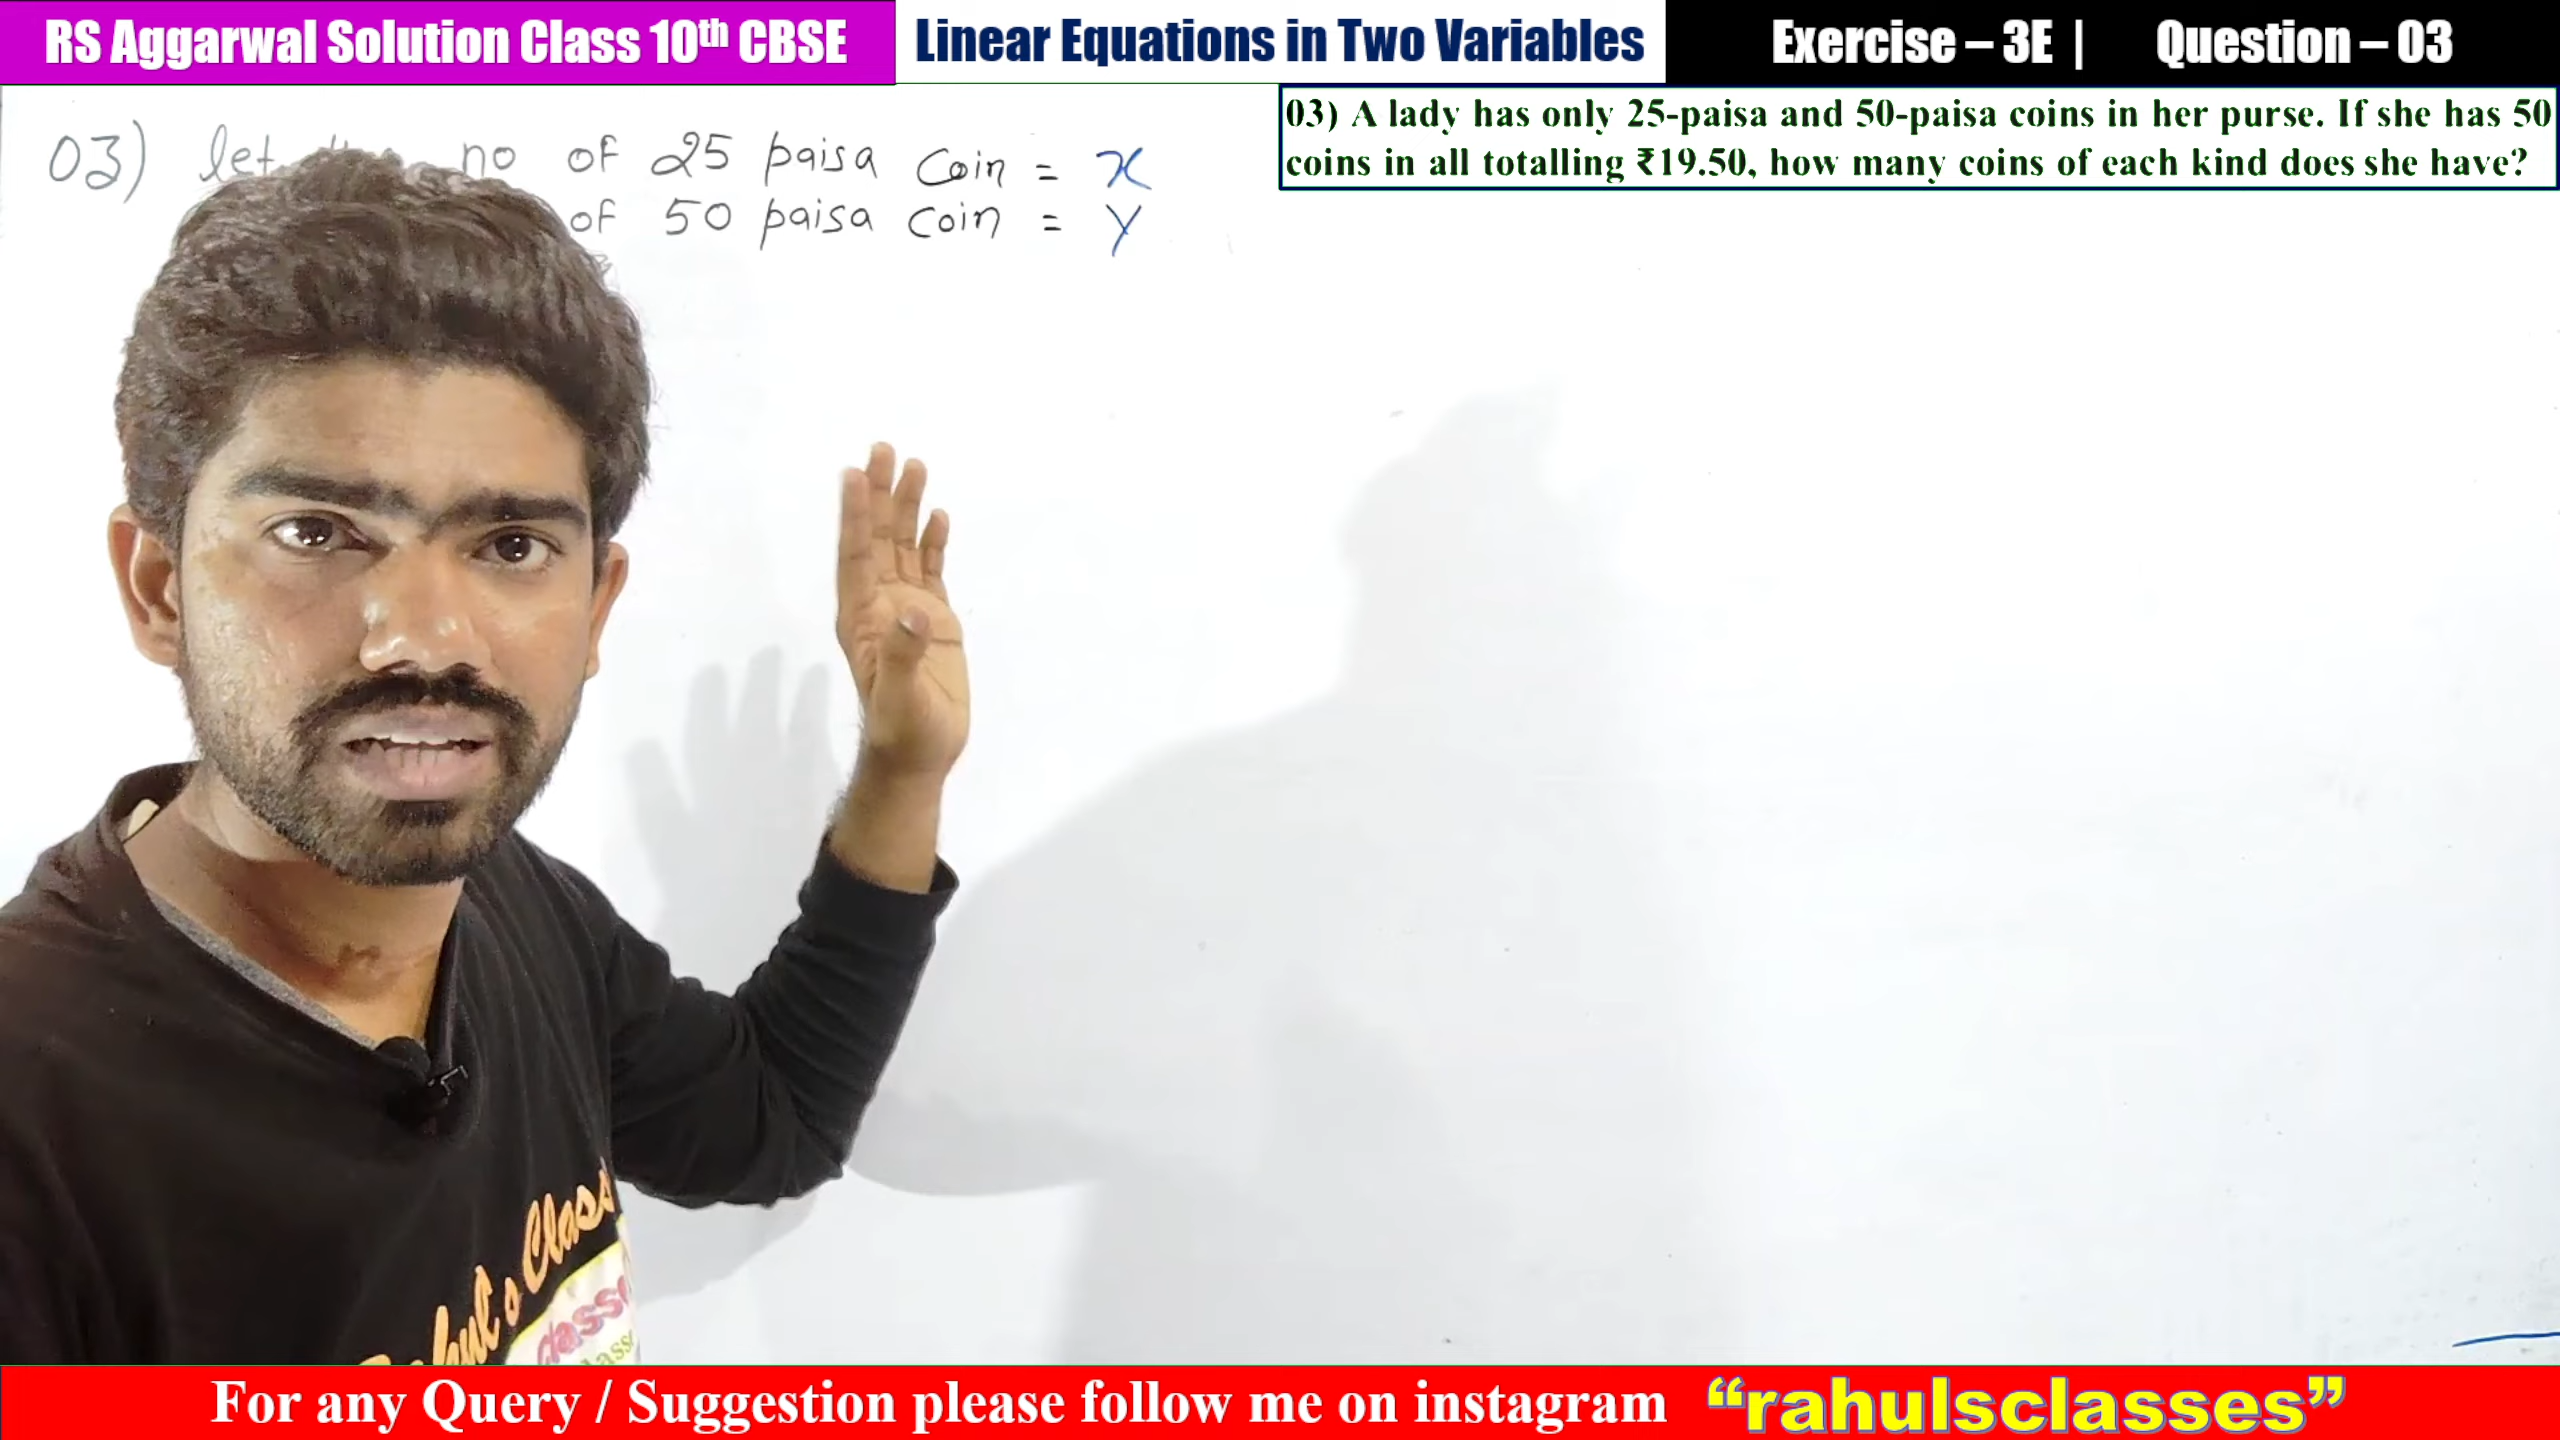 RS Aggarwal Solution Class 10th CBSE
Linear Equations in Two Variables
Exercise – 3E | Question – 03
03) A lady has only 25-paisa and 50-paisa coins in her purse. If she has 50
coins in all totalling ₹19.50, how many coins of each kind does she have?
03) let no of 25 paisa coin = x
of 50 paisa coin = y
Class
For any Query / Suggestion please follow me on instagram “rahulsclasses”